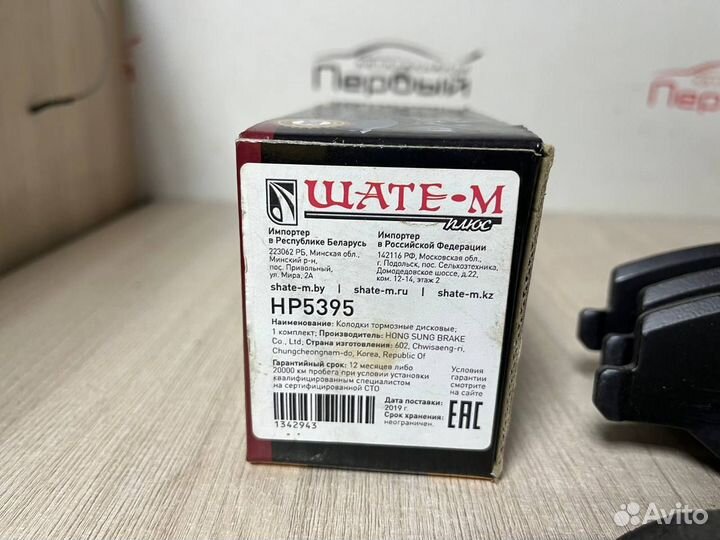 Первый
Первый
ШАТЕ-М
плюс
Импортер
в Республике Беларусь
223062 РБ, Минская обл.,
Минский р-н,
пос. Привольный,
ул. Мира, 2А
Импортер
в Российской Федерации
142116 РФ, Московская обл.,
г. Подольск, пос. Сельхозтехника,
Домодедовское шоссе, д.22,
ком. 12-14, этаж 2
shate-m.by | shate-m.ru | shate-m.kz
HP5395
Наименование: Колодки тормозные дисковые;
1 комплект; Производитель: HONG SUNG BRAKE
Co., Ltd; Страна изготовления: 602, Chwisaeng-ri,
Chungcheongnam-do, Korea, Republic Of
Гарантийный срок: 12 месяцев либо
20000 км пробега при условии установки
квалифицированным специалистом
на сертифицированной СТО
Условия
гарантии
смотрите
на сайте
1342943
Дата поставки:
2019 г.
Срок хранения:
неограничен.
ЕАС
Avito